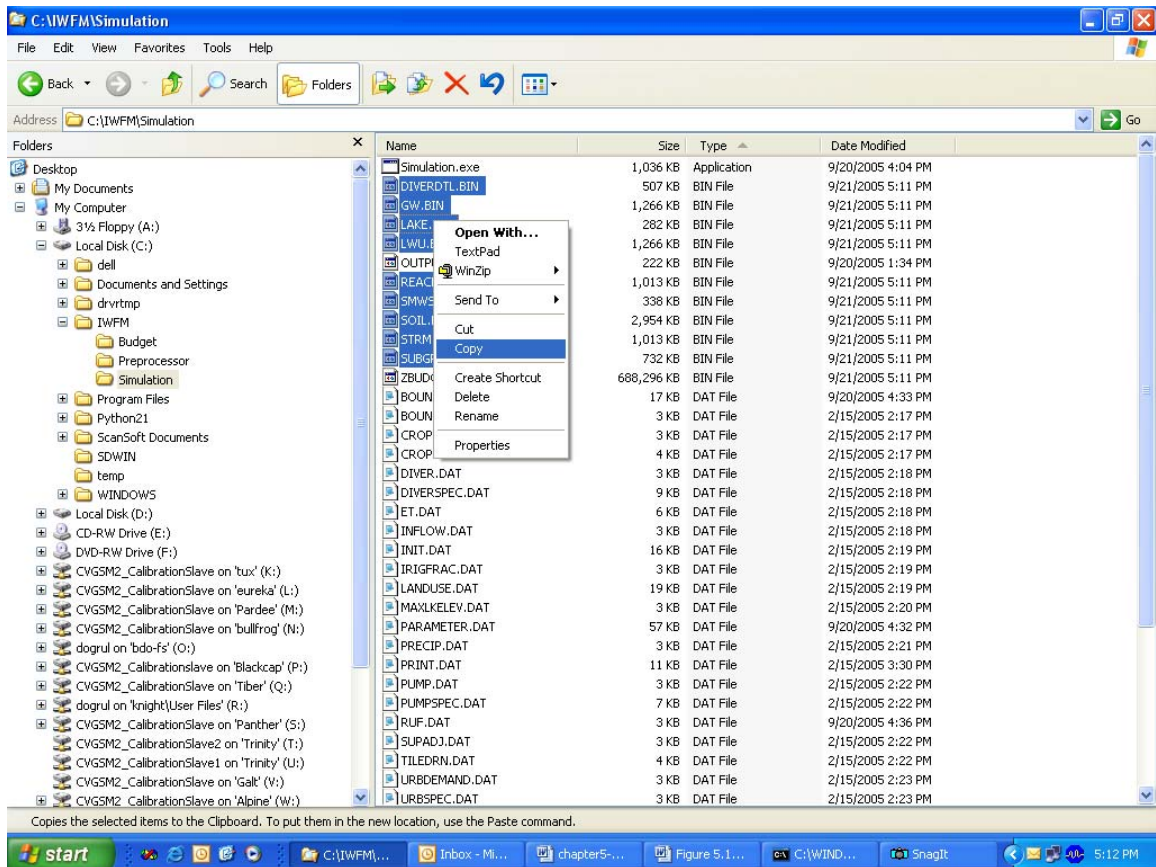 C:\IWFM\Simulation
File Edit View Favorites Tools Help
Back Search Folders
Address C:\IWFM\Simulation Go
Folders
Desktop
My Documents
My Computer
3½ Floppy (A:)
Local Disk (C:)
dell
Documents and Settings
drvrtmp
IWFM
Budget
Preprocessor
Simulation
Program Files
Python21
ScanSoft Documents
SDWIN
temp
WINDOWS
Local Disk (D:)
CD-RW Drive (E:)
DVD-RW Drive (F:)
CVGSM2_CalibrationSlave on 'tux' (K:)
CVGSM2_CalibrationSlave on 'eureka' (L:)
CVGSM2_CalibrationSlave on 'Pardee' (M:)
CVGSM2_CalibrationSlave on 'bullfrog' (N:)
dogrul on 'bdo-fs' (O:)
CVGSM2_Calibrationslave on 'Blackcap' (P:)
CVGSM2_CalibrationSlave on 'Tiber' (Q:)
dogrul on 'knight\User Files' (R:)
CVGSM2_CalibrationSlave on 'Panther' (S:)
CVGSM2_CalibrationSlave2 on 'Trinity' (T:)
CVGSM2_CalibrationSlave1 on 'Trinity' (U:)
CVGSM2_CalibrationSlave on 'Galt' (V:)
CVGSM2_CalibrationSlave on 'Alpine' (W:)
Name Size Type Date Modified
Simulation.exe 1,036 KB Application 9/20/2005 4:04 PM
DIVERDTL.BIN 507 KB BIN File 9/21/2005 5:11 PM
GW.BIN 1,266 KB BIN File 9/21/2005 5:11 PM
LAKE. 282 KB BIN File 9/21/2005 5:11 PM
LWU.B 1,266 KB BIN File 9/21/2005 5:11 PM
OUTPU 222 KB BIN File 9/20/2005 1:34 PM
REACH 1,013 KB BIN File 9/21/2005 5:11 PM
SMWS 338 KB BIN File 9/21/2005 5:11 PM
SOIL. 2,954 KB BIN File 9/21/2005 5:11 PM
STRM 1,013 KB BIN File 9/21/2005 5:11 PM
SUBGR 732 KB BIN File 9/21/2005 5:11 PM
ZBUDG 688,296 KB BIN File 9/21/2005 5:11 PM
BOUN 17 KB DAT File 9/20/2005 4:33 PM
BOUN 3 KB DAT File 2/15/2005 2:17 PM
CROP 3 KB DAT File 2/15/2005 2:17 PM
CROP 4 KB DAT File 2/15/2005 2:17 PM
DIVER.DAT 3 KB DAT File 2/15/2005 2:18 PM
DIVERSPEC.DAT 9 KB DAT File 2/15/2005 2:18 PM
ET.DAT 6 KB DAT File 2/15/2005 2:18 PM
INFLOW.DAT 3 KB DAT File 2/15/2005 2:18 PM
INIT.DAT 16 KB DAT File 2/15/2005 2:19 PM
IRIGFRAC.DAT 3 KB DAT File 2/15/2005 2:19 PM
LANDUSE.DAT 19 KB DAT File 2/15/2005 2:19 PM
MAXLKELEV.DAT 3 KB DAT File 2/15/2005 2:20 PM
PARAMETER.DAT 57 KB DAT File 9/20/2005 4:32 PM
PRECIP.DAT 3 KB DAT File 2/15/2005 2:21 PM
PRINT.DAT 11 KB DAT File 2/15/2005 3:30 PM
PUMP.DAT 3 KB DAT File 2/15/2005 2:22 PM
PUMPSPEC.DAT 7 KB DAT File 2/15/2005 2:22 PM
RUF.DAT 3 KB DAT File 9/20/2005 4:36 PM
SUPADJ.DAT 3 KB DAT File 2/15/2005 2:22 PM
TILEDRN.DAT 4 KB DAT File 2/15/2005 2:22 PM
URBDEMAND.DAT 3 KB DAT File 2/15/2005 2:23 PM
URBSPEC.DAT 3 KB DAT File 2/15/2005 2:23 PM
Open With...
TextPad
WinZip
Send To
Cut
Copy
Create Shortcut
Delete
Rename
Properties
Copies the selected items to the Clipboard. To put them in the new location, use the Paste command.
start C:\IWFM\... Inbox - Mi... chapter5-... Figure 5.1... C:\WIND... SnagIt 5:12 PM